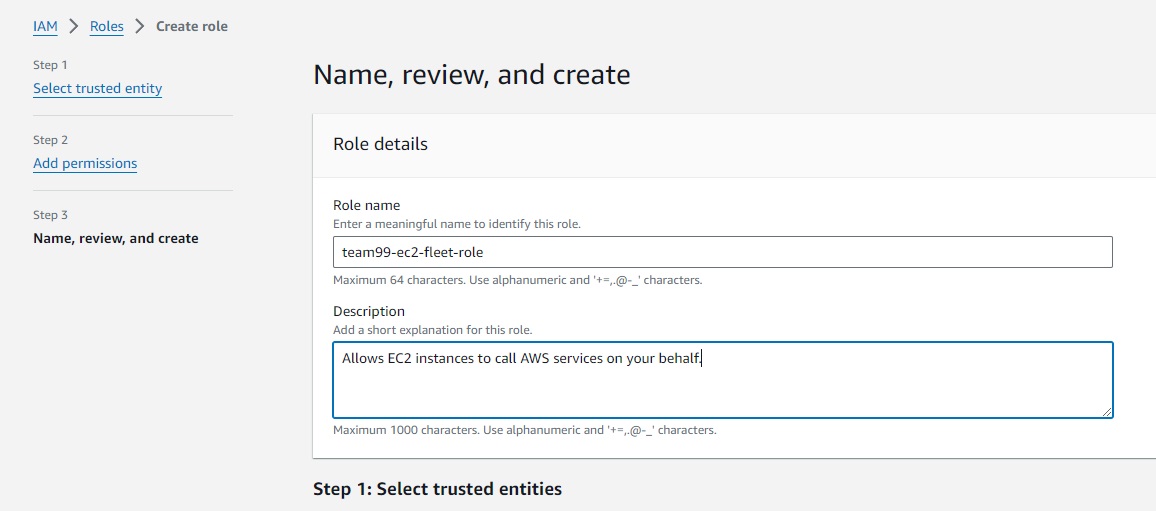 IAM > Roles > Create role
Step 1
Select trusted entity
Step 2
Add permissions
Step 3
Name, review, and create
Name, review, and create
Role details
Role name
Enter a meaningful name to identify this role.
team99-ec2-fleet-role
Maximum 64 characters. Use alphanumeric and '+=,.@-_' characters.
Description
Add a short explanation for this role.
Allows EC2 instances to call AWS services on your behalf.
Maximum 1000 characters. Use alphanumeric and '+=,.@-_' characters.
Step 1: Select trusted entities